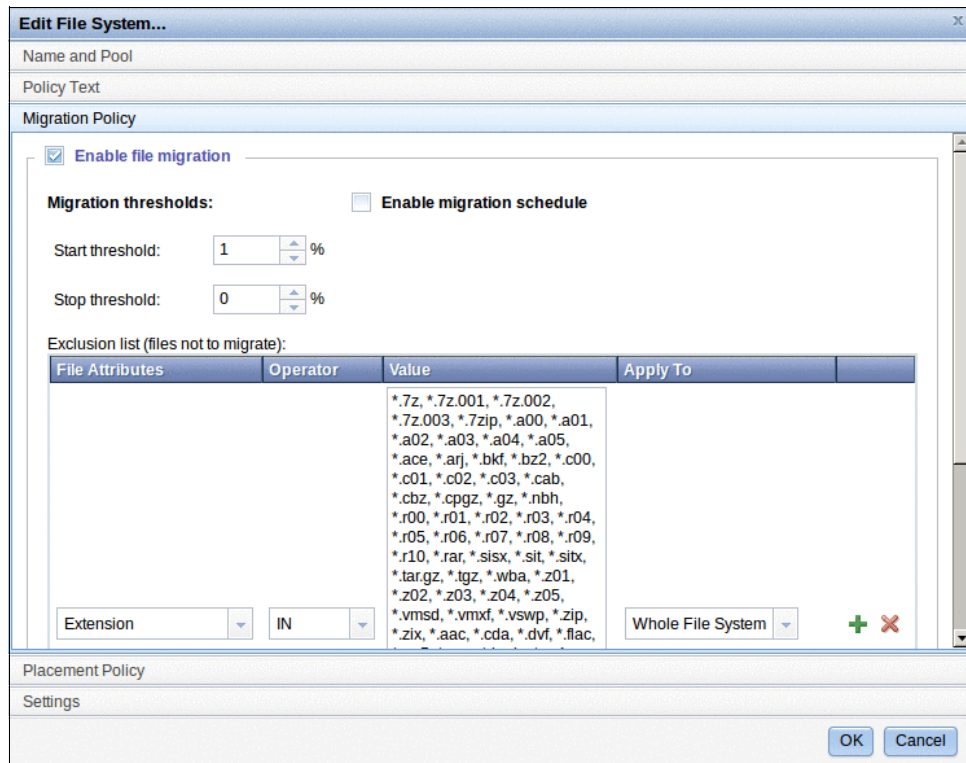 Edit File System...
x
Name and Pool
Policy Text
Migration Policy
Enable file migration
Migration thresholds:
Enable migration schedule
Start threshold: 1 %
Stop threshold: 0 %
Exclusion list (files not to migrate):
File Attributes Operator Value Apply To
*.7z, *.7z.001, *.7z.002,
*.7z.003, *.7zip, *.a00, *.a01,
*.a02, *.a03, *.a04, *.a05,
*.ace, *.arj, *.bkf, *.bz2, *.c00,
*.c01, *.c02, *.c03, *.cab,
*.cbz, *.cpgz, *.gz, *.nbh,
*.r00, *.r01, *.r02, *.r03, *.r04,
*.r05, *.r06, *.r07, *.r08, *.r09,
*.r10, *.rar, *.sisx, *.sit, *.sitx,
*.tar.gz, *.tgz, *.wba, *.z01,
*.z02, *.z03, *.z04, *.z05,
*.vmsd, *.vmxf, *.vswp, *.zip,
*.zix, *.aac, *.cda, *.dvf, *.flac,
Extension IN Whole File System
Placement Policy
Settings
OK Cancel